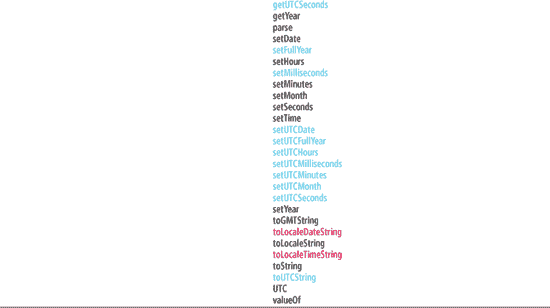 getUTCSeconds
getYear
parse
setDate
setFullYear
setHours
setMilliseconds
setMinutes
setMonth
setSeconds
setTime
setUTCDate
setUTCFullYear
setUTCHours
setUTCMilliseconds
setUTCMinutes
setUTCMonth
setUTCSeconds
setYear
toGMTString
toLocaleDateString
toLocaleString
toLocaleTimeString
toString
toUTCString
UTC
valueOf